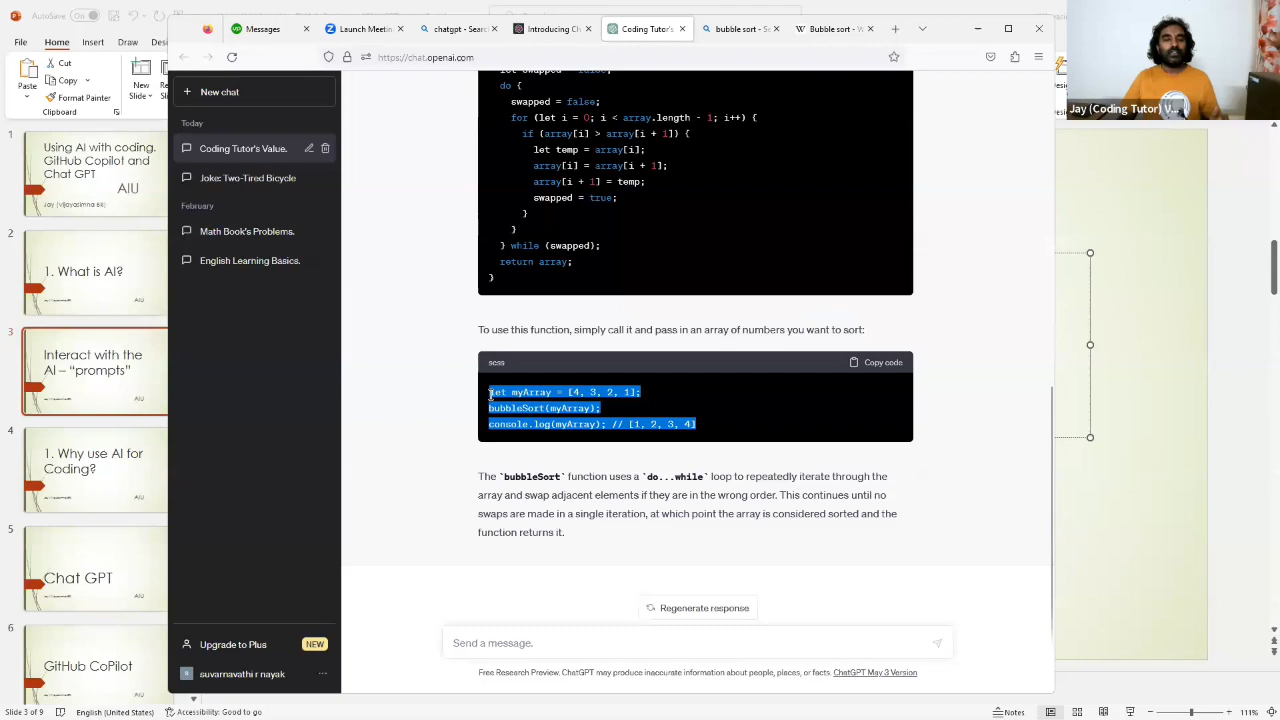 Messages
Launch Meetin
chatgpt - Searc
Introducing Ch
Coding Tutor's
bubble sort - Se
Bubble sort - W
File
Home
Insert
https://chat.openai.com
Cut
Copy
Format Painter
Paste
New
Slide
Clipboard
New chat
Today
Coding Tutor's Value.
Joke: Two-Tired Bicycle
February
Math Book's Problems.
English Learning Basics.
Upgrade to Plus
NEW
suvarnavathi r nayak
1
Using AI with coding.
GitHub Copilot and
Chat GPT
AIU
2
1. What is AI?
AIU
3
Interact with the
AI – "prompts"
AIU
4
1. Why use AI for
Coding?
AIU
5
Chat GPT
AIU
6
GitHub CoPilot
let swapped = false;
do {
swapped = false;
for (let i = 0; i < array.length - 1; i++) {
if (array[i] > array[i + 1]) {
let temp = array[i];
array[i] = array[i + 1];
array[i + 1] = temp;
swapped = true;
}
}
} while (swapped);
return array;
}
To use this function, simply call it and pass in an array of numbers you want to sort:
scss
Copy code
let myArray = [4, 3, 2, 1];
bubbleSort(myArray);
console.log(myArray); // [1, 2, 3, 4]
The `bubbleSort` function uses a `do...while` loop to repeatedly iterate through the
array and swap adjacent elements if they are in the wrong order. This continues until no
swaps are made in a single iteration, at which point the array is considered sorted and the
function returns it.
Regenerate response
Send a message.
Free Research Preview. ChatGPT may produce inaccurate information about people, places, or facts. ChatGPT May 3 Version
Jay (Coding Tutor) V...
Slide 3 of 9
English (United States)
Accessibility: Good to go
Notes
111%